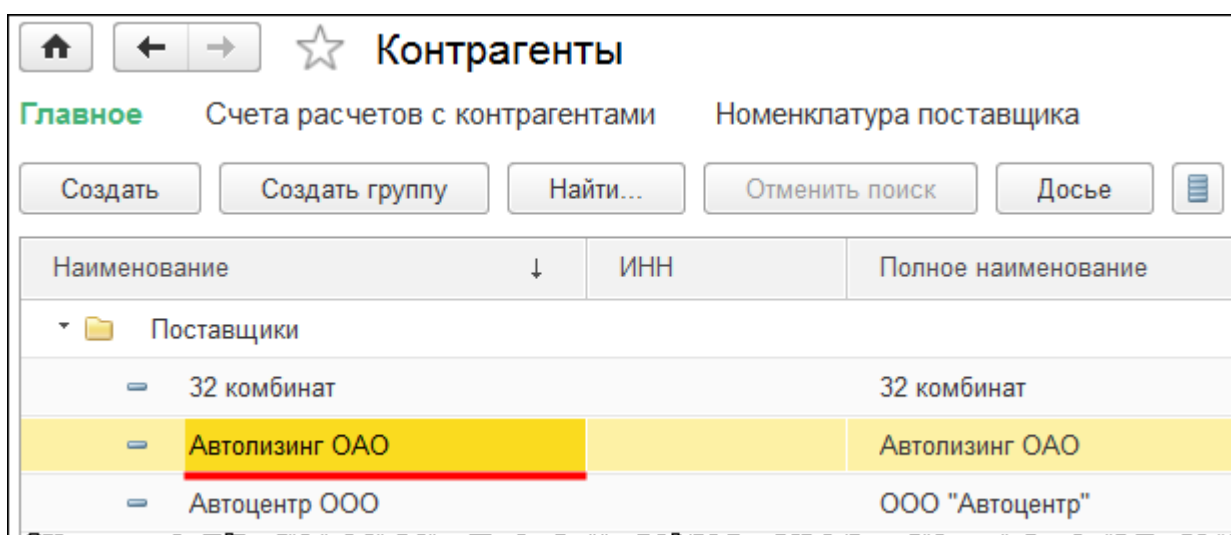 Контрагенты
Главное Счета расчетов с контрагентами Номенклатура поставщика
Создать Создать группу Найти... Отменить поиск Досье
Наименование ↓ ИНН Полное наименование
Поставщики
32 комбинат 32 комбинат
Автолизинг ОАО Автолизинг ОАО
Автоцентр ООО ООО "Автоцентр"